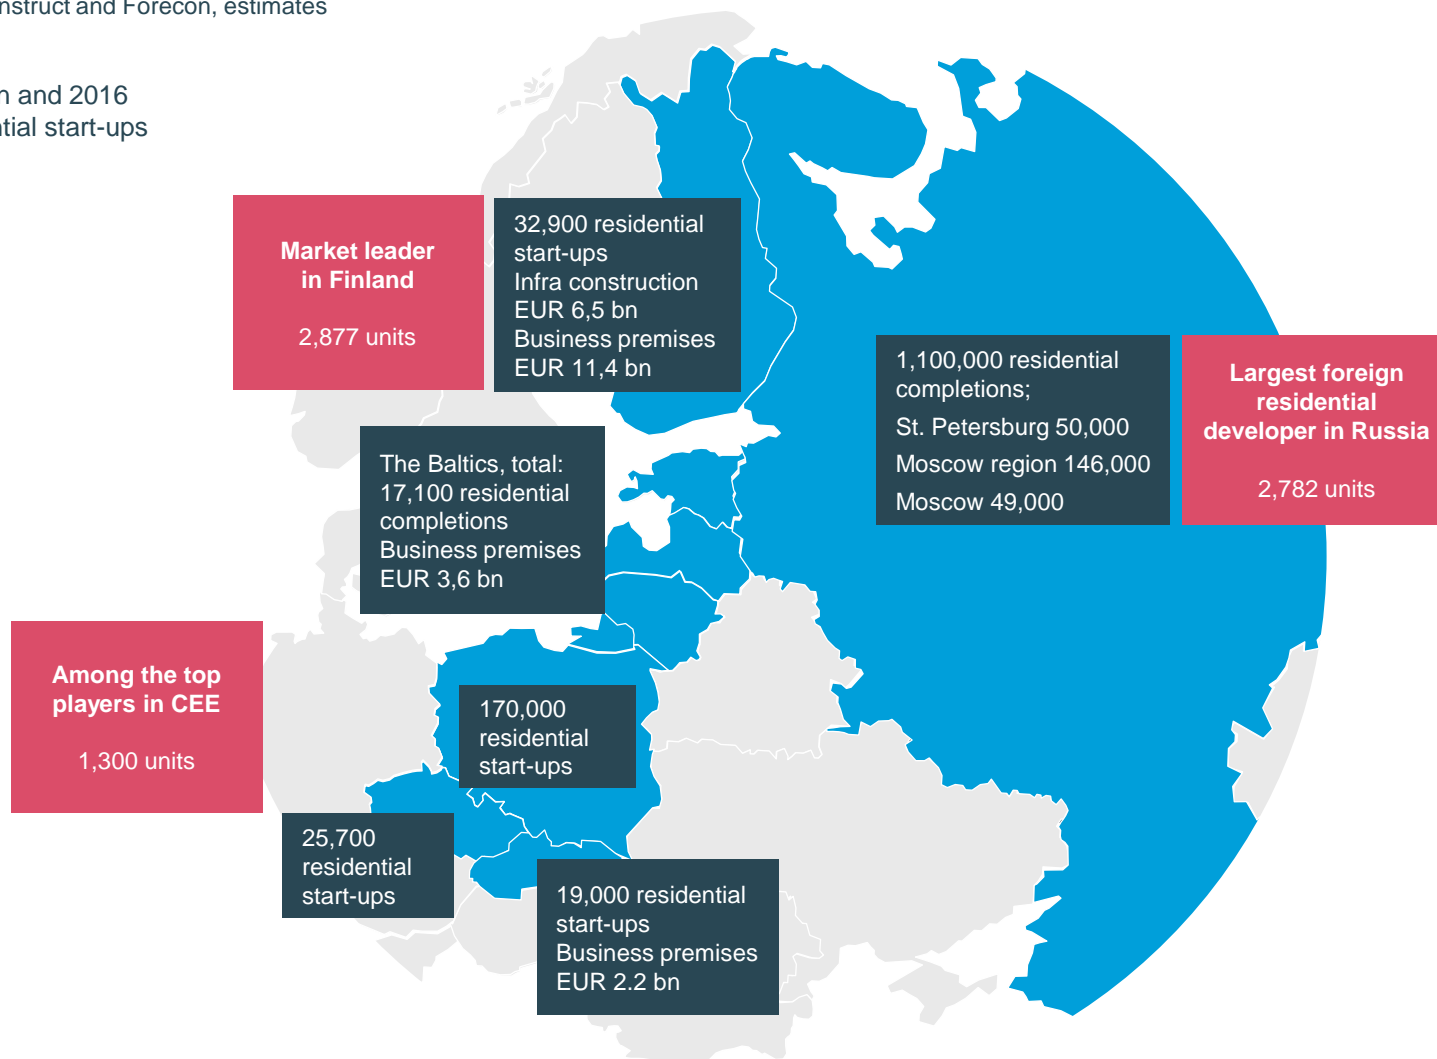 nstruct and Forecon, estimates
n and 2016
ntial start-ups
Market leader
in Finland
2,877 units
32,900 residential
start-ups
Infra construction
EUR 6,5 bn
Business premises
EUR 11,4 bn
1,100,000 residential
completions;
St. Petersburg 50,000
Moscow region 146,000
Moscow 49,000
Largest foreign
residential
developer in Russia
2,782 units
The Baltics, total:
17,100 residential
completions
Business premises
EUR 3,6 bn
Among the top
players in CEE
1,300 units
170,000
residential
start-ups
25,700
residential
start-ups
19,000 residential
start-ups
Business premises
EUR 2.2 bn